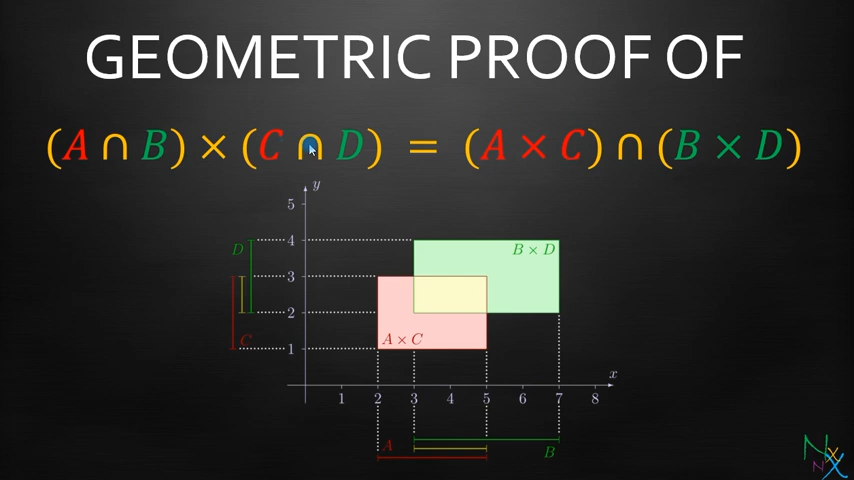 GEOMETRIC PROOF OF
(A ∩ B) × (C ∩ D) = (A × C) ∩ (B × D)
y
5
D 4 B × D
3
2
C A × C
1
x
1 2 3 4 5 6 7 8
A
B
N X
N X